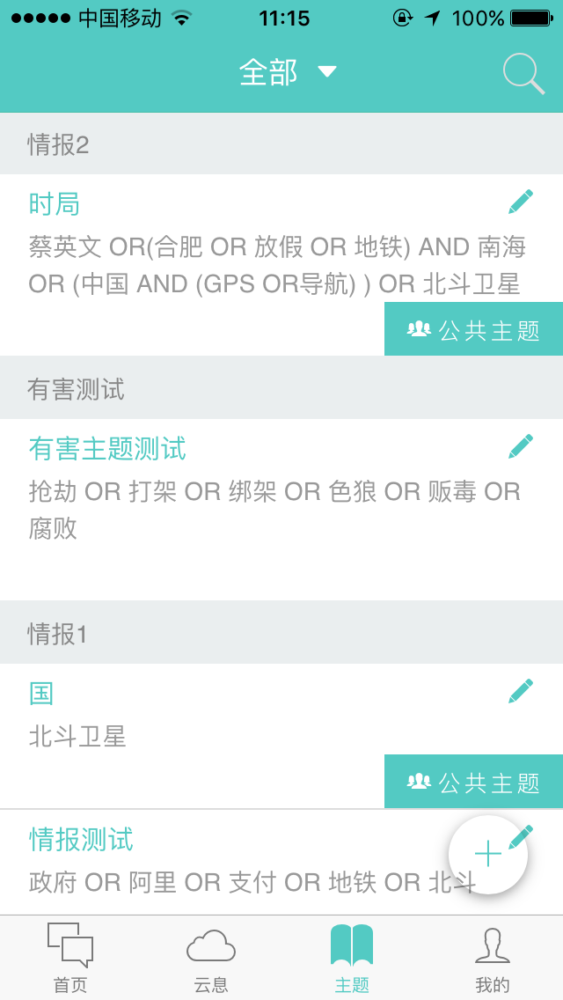 中国移动 11:15 100%
全部
情报2
时局
蔡英文 OR(合肥 OR 放假 OR 地铁) AND 南海
OR (中国 AND (GPS OR导航) ) OR 北斗卫星
公共主题
有害测试
有害主题测试
抢劫 OR 打架 OR 绑架 OR 色狼 OR 贩毒 OR
腐败
情报1
国
北斗卫星
公共主题
情报测试
政府 OR 阿里 OR 支付 OR 地铁 OR 北斗
首页 云息 主题 我的